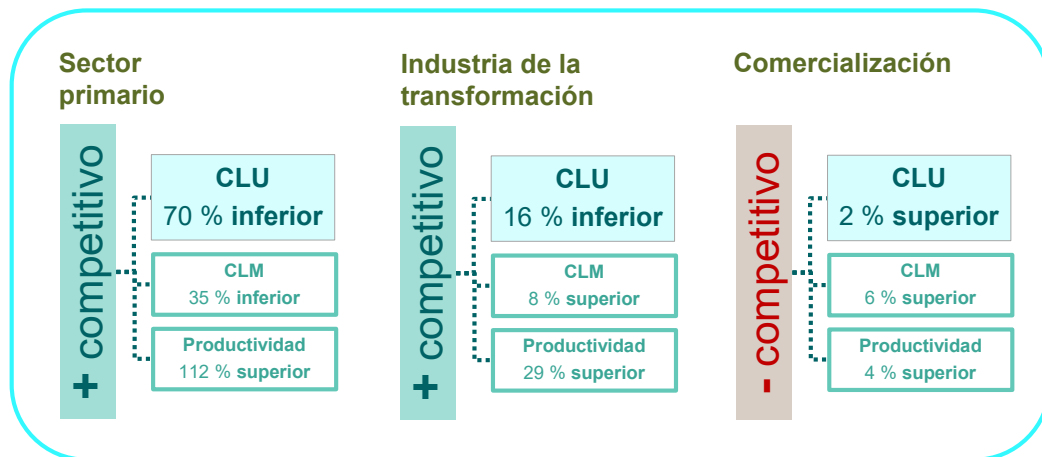 Sector
primario
+ competitivo
CLU
70 % inferior
CLM
35 % inferior
Productividad
112 % superior
Industria de la
transformación
+ competitivo
CLU
16 % inferior
CLM
8 % superior
Productividad
29 % superior
Comercialización
- competitivo
CLU
2 % superior
CLM
6 % superior
Productividad
4 % superior